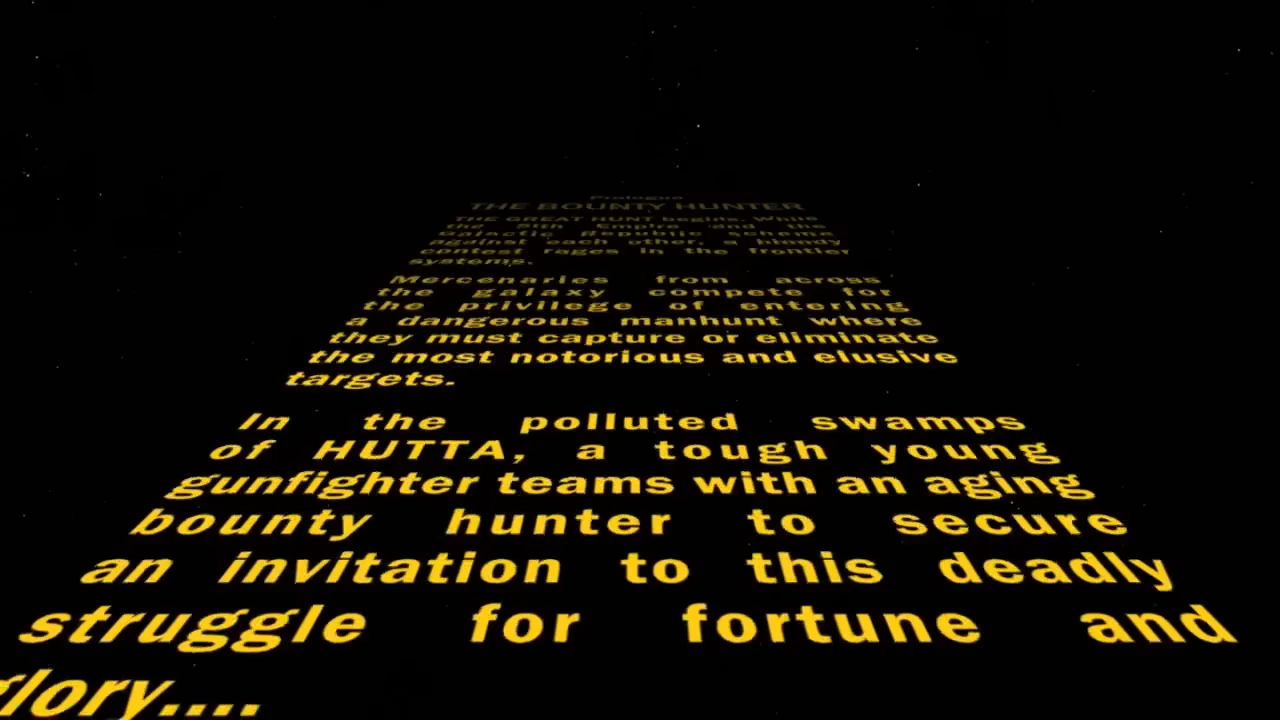 Prologue
THE BOUNTY HUNTER
THE GREAT HUNT begins. While
the Sith Empire and the
Galactic Republic scheme
against each other, a bloody
contest rages in the frontier
systems.
Mercenaries from across
the galaxy compete for
the privilege of entering
a dangerous manhunt where
they must capture or eliminate
the most notorious and elusive
targets.
In the polluted swamps
of HUTTA, a tough young
gunfighter teams with an aging
bounty hunter to secure
an invitation to this deadly
struggle for fortune and
glory....